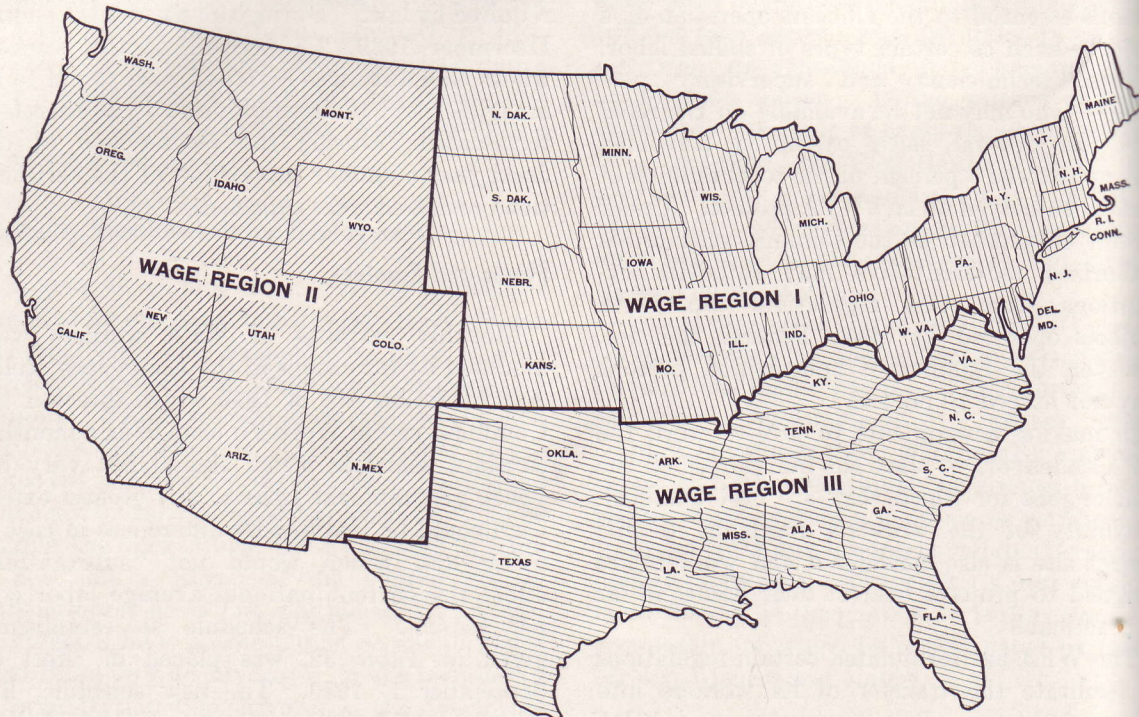 WASH.
MONT.
OREG.
IDAHO
WYO.
WAGE REGION II
CALIF.
NEV
UTAH
COLO.
ARIZ.
N.MEX
N. DAK.
MINN.
S. DAK.
WIS.
MICH.
NEBR.
IOWA
WAGE REGION I
KANS.
MO.
ILL.
IND.
OHIO
W. VA.
PA.
N. Y.
VT.
N. H.
MAINE
MASS.
R. I.
CONN.
N. J.
DEL.
MD.
KY.
VA.
TENN.
N. C.
OKLA.
ARK.
S. C.
WAGE REGION III
TEXAS
LA.
MISS.
ALA.
GA.
FLA.